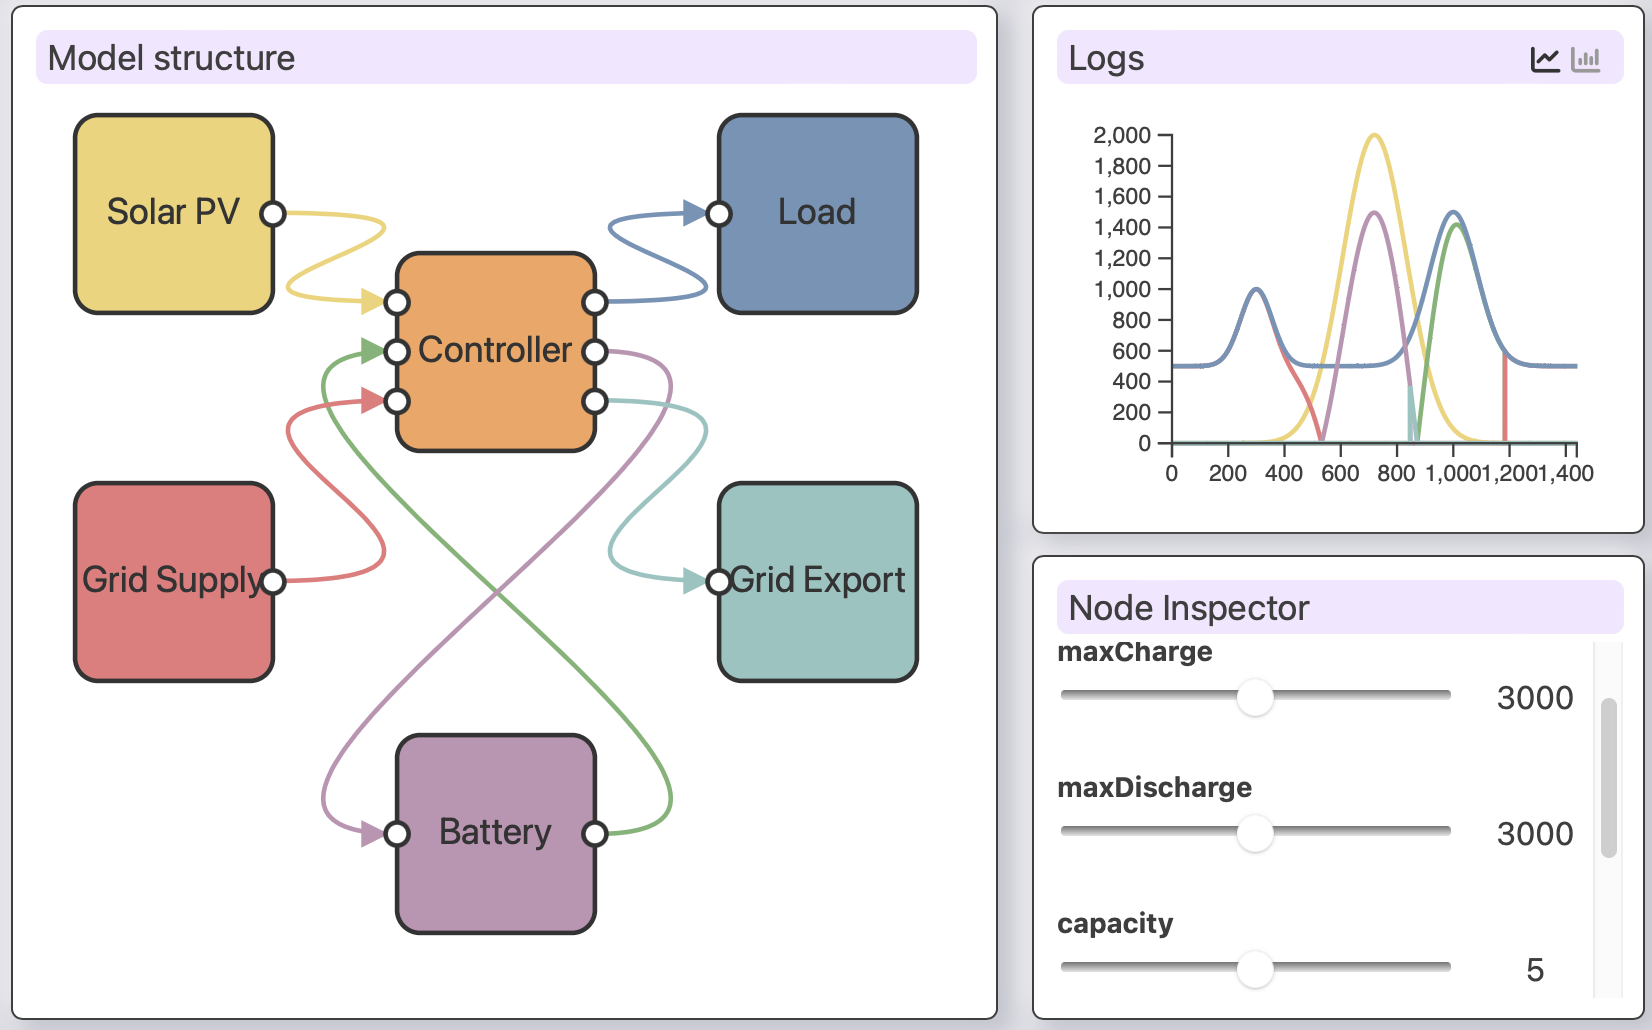 Model structure
Solar PV
Load
Controller
Grid Supply
Grid Export
Battery
Logs
2,000
1,800
1,600
1,400
1,200
1,000
800
600
400
200
0
0 200 400 600 800 1,000 1,200 1,400
Node Inspector
maxCharge
3000
maxDischarge
3000
capacity
5